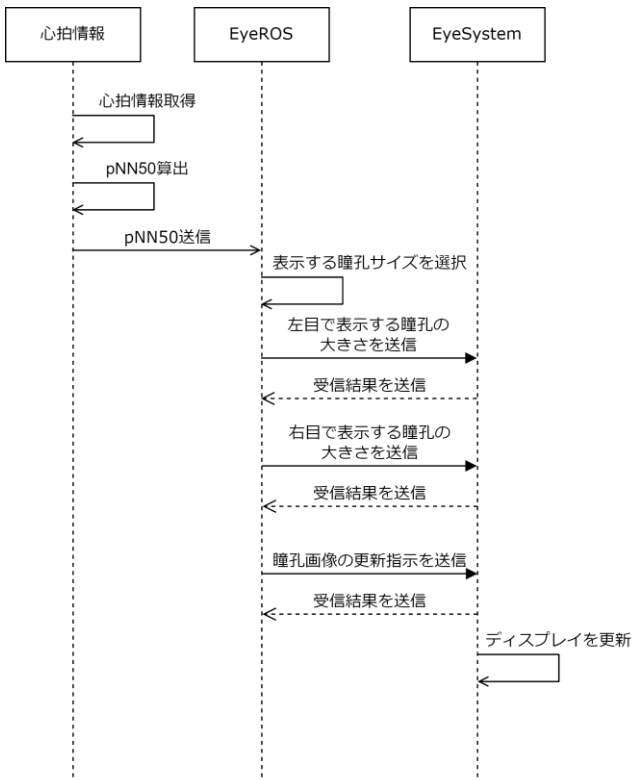 心拍情報
EyeROS
EyeSystem
心拍情報取得
pNN50算出
pNN50送信
表示する瞳孔サイズを選択
左目で表示する瞳孔の
大きさを送信
受信結果を送信
右目で表示する瞳孔の
大きさを送信
受信結果を送信
瞳孔画像の更新指示を送信
受信結果を送信
ディスプレイを更新